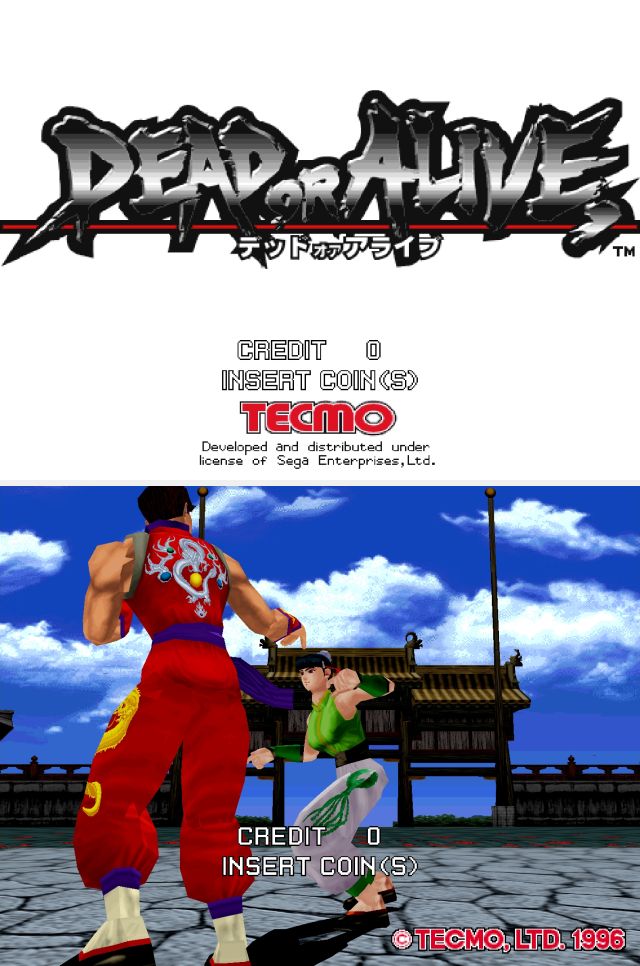 DEAD OR ALIVE
デッドオアアライブ
TM
CREDIT 0
INSERT COIN(S)
TECMO
Developed and distributed under
license of Sega Enterprises,Ltd.
CREDIT 0
INSERT COIN(S)
© TECMO, LTD. 1996